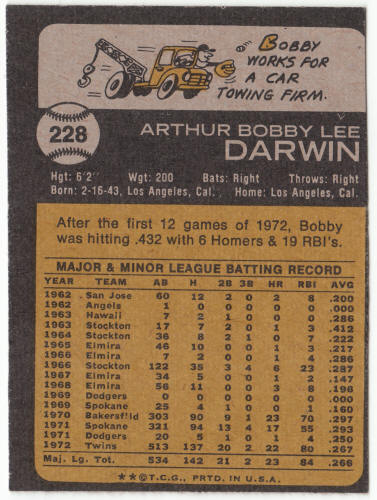 BOBBY
WORKS FOR
A CAR
TOWING FIRM.
228
ARTHUR BOBBY LEE
DARWIN
Hgt: 6'2" Wgt: 200 Bats: Right Throws: Right
Born: 2-16-43, Los Angeles, Cal. Home: Los Angeles, Cal.
After the first 12 games of 1972, Bobby
was hitting .432 with 6 Homers & 19 RBI's.
MAJOR & MINOR LEAGUE BATTING RECORD
YEAR TEAM AB H 2B 3B HR RBI AVG
1962 San Jose 60 12 2 0 2 8 .200
1962 Angels 1 0 0 0 0 0 .000
1963 Hawaii 7 2 1 0 0 0 .286
1963 Stockton 17 7 2 0 1 3 .412
1964 Stockton 36 8 2 1 0 7 .222
1965 Elmira 46 10 1 0 1 3 .217
1966 Elmira 7 2 0 0 1 4 .286
1966 Stockton 122 35 3 4 6 23 .287
1967 Elmira 34 5 0 0 1 2 .147
1968 Elmira 56 11 0 0 3 8 .196
1969 Dodgers 0 0 0 0 0 0 .000
1969 Spokane 25 4 1 0 0 0 .160
1970 Bakersfld 303 90 9 1 23 70 .297
1971 Spokane 321 94 13 4 17 55 .293
1971 Dodgers 20 5 1 0 1 4 .250
1972 Twins 513 137 20 2 22 80 .267
Maj. Lg. Tot. 534 142 21 2 23 84 .266
★★©T.C.G. PRTD. IN U.S.A.